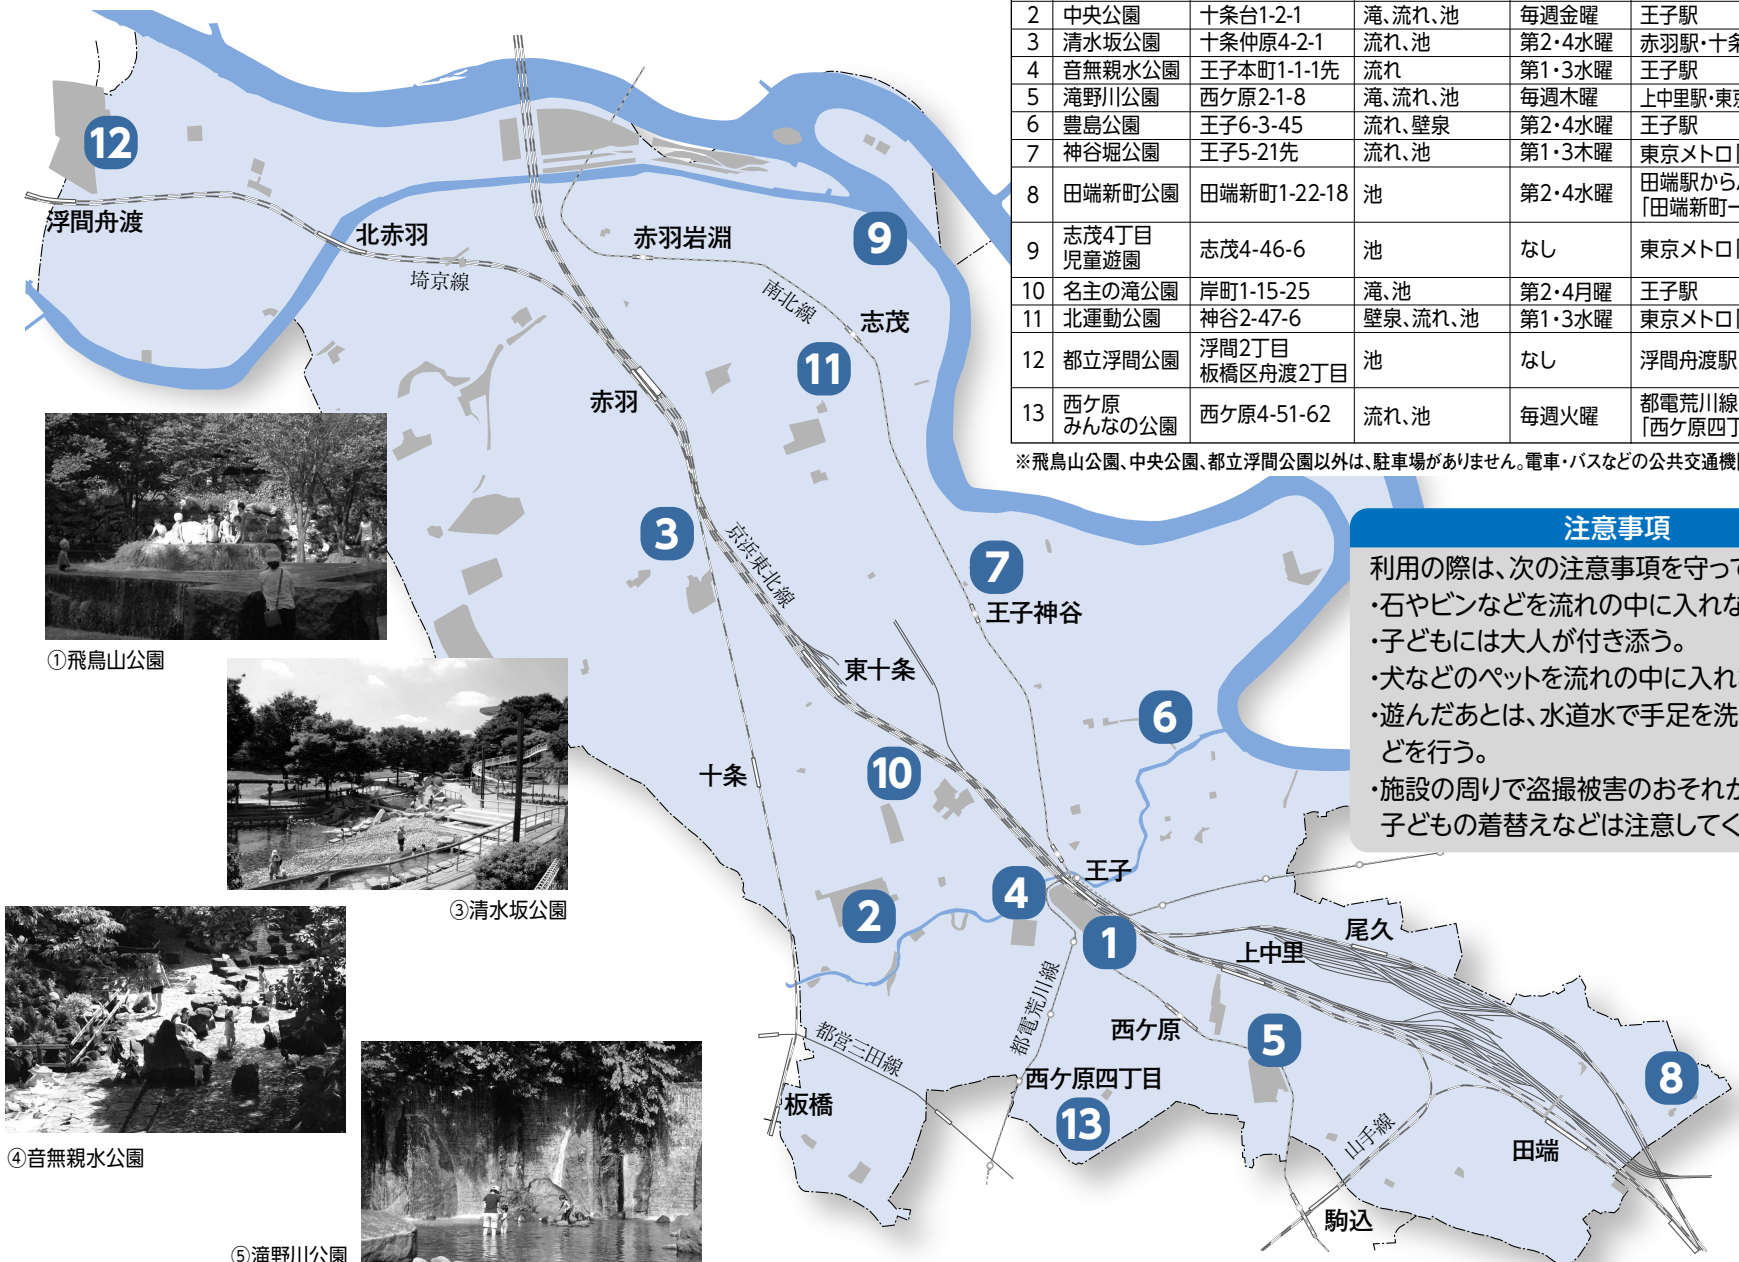 2 中央公園 十条台1-2-1 滝、流れ、池 毎週金曜 王子駅
3 清水坂公園 十条仲原4-2-1 流れ、池 第2・4水曜 赤羽駅・十条
4 音無親水公園 王子本町1-1-1先 流れ 第1・3水曜 王子駅
5 滝野川公園 西ケ原2-1-8 滝、流れ、池 毎週木曜 上中里駅・東京
6 豊島公園 王子6-3-45 流れ、壁泉 第2・4水曜 王子駅
7 神谷堀公園 王子5-21先 流れ、池 第1・3木曜 東京メトロ
8 田端新町公園 田端新町1-22-18 池 第2・4水曜 田端駅から
「田端新町一
9 志茂4丁目
児童遊園 志茂4-46-6 池 なし 東京メトロ
10 名主の滝公園 岸町1-15-25 滝、池 第2・4月曜 王子駅
11 北運動公園 神谷2-47-6 壁泉、流れ、池 第1・3水曜 東京メトロ
12 都立浮間公園 浮間2丁目
板橋区舟渡2丁目 池 なし 浮間舟渡駅
13 西ケ原
みんなの公園 西ケ原4-51-62 流れ、池 毎週火曜 都電荒川線
「西ケ原四丁
※飛鳥山公園、中央公園、都立浮間公園以外は、駐車場がありません。電車・バスなどの公共交通機関
注意事項
利用の際は、次の注意事項を守って
・石やビンなどを流れの中に入れな
・子どもには大人が付き添う。
・犬などのペットを流れの中に入れ
・遊んだあとは、水道水で手足を洗
どを行う。
・施設の周りで盗撮被害のおそれが
子どもの着替えなどは注意してく
12
浮間舟渡
北赤羽
埼京線
赤羽岩淵
9
南北線
志茂
11
赤羽
3
京浜東北線
7
王子神谷
東十条
6
十条
10
王子
4
2
1
尾久
上中里
都電荒川線
西ケ原
5
都営三田線
西ケ原四丁目
13
板橋
8
山手線
田端
駒込
①飛鳥山公園
③清水坂公園
④音無親水公園
⑤滝野川公園